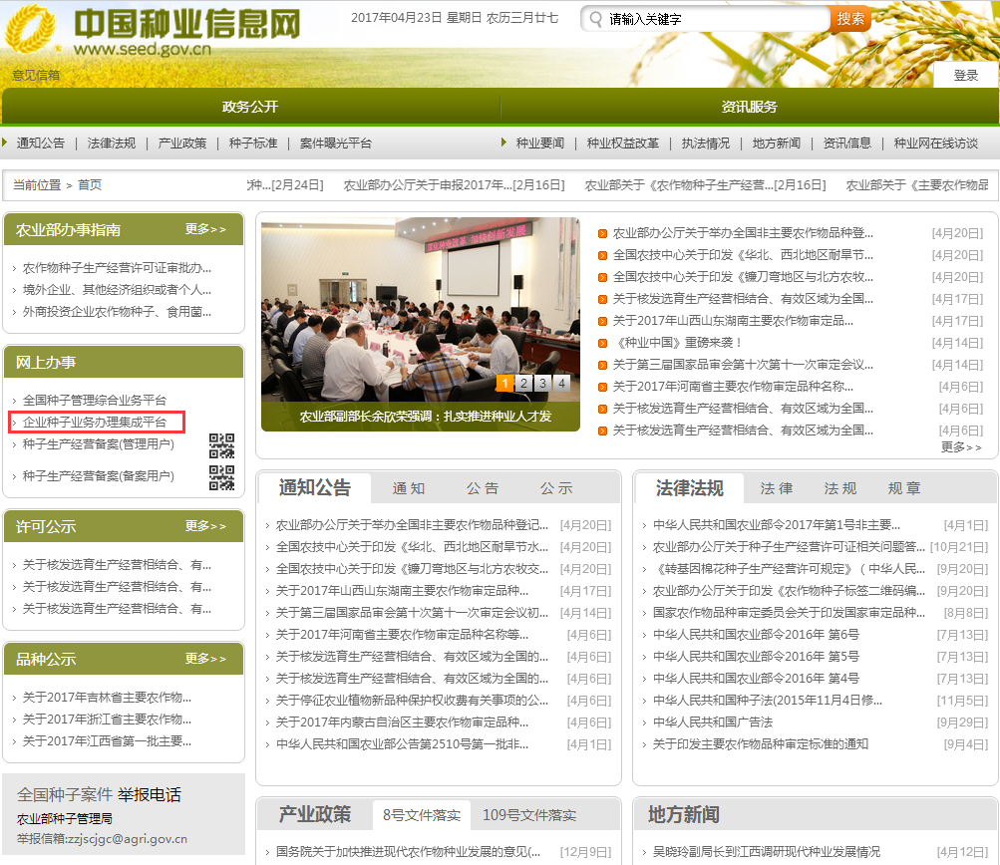 中国种业信息网
www.seed.gov.cn
2017年04月23日 星期日 农历三月廿七
请输入关键字
搜索
意见信箱
登录
政务公开
资讯服务
通知公告 | 法律法规 | 产业政策 | 种子标准 | 案件曝光平台
种业要闻 | 种业权益改革 | 执法情况 | 地方新闻 | 资讯信息 | 种业网在线访谈
当前位置 > 首页
种...[2月24日] 农业部办公厅关于申报2017年...[2月16日] 农业部关于《农作物种子生产经营...[2月16日] 农业部关于《主要农作物品
农业部办事指南 更多>>
农作物种子生产经营许可证审批办...
境外企业、其他经济组织或者个人...
外商投资企业农作物种子、食用菌...
网上办事
全国种子管理综合业务平台
企业种子业务办理集成平台
种子生产经营备案(管理用户)
种子生产经营备案(备案用户)
许可公示 更多>>
关于核发选育生产经营相结合、有...
关于核发选育生产经营相结合、有...
关于核发选育生产经营相结合、有...
品种公示 更多>>
关于2017年吉林省主要农作物...
关于2017年浙江省主要农作物...
关于2017年江西省第一批主要...
全国种子案件 举报电话
农业部种子管理局
举报信箱:zzjscjgc@agri.gov.cn
深化种业改革 加快创新发展
1 2 3 4
农业部副部长余欣荣强调：扎实推进种业人才发
农业部办公厅关于举办全国非主要农作物品种登... [4月20日]
全国农技中心关于印发《华北、西北地区耐旱节... [4月20日]
全国农技中心关于印发《镰刀弯地区与北方农牧... [4月20日]
关于核发选育生产经营相结合、有效区域为全国... [4月17日]
关于2017年山西山东湖南主要农作物审定品... [4月17日]
《种业中国》重磅来袭！ [4月14日]
关于第三届国家品审会第十次第十一次审定会议... [4月14日]
关于2017年河南省主要农作物审定品种名称... [4月6日]
关于核发选育生产经营相结合、有效区域为全国... [4月6日]
关于核发选育生产经营相结合、有效区域为全国... [4月6日]
更多>>
通知公告 通知 公告 公示
农业部办公厅关于举办全国非主要农作物品种登记... [4月20日]
全国农技中心关于印发《华北、西北地区耐旱节水... [4月20日]
全国农技中心关于印发《镰刀弯地区与北方农牧交... [4月20日]
关于2017年山西山东湖南主要农作物审定品种... [4月17日]
关于第三届国家品审会第十次第十一次审定会议初... [4月14日]
关于2017年河南省主要农作物审定品种名称等... [4月6日]
关于核发选育生产经营相结合、有效区域为全国的... [4月6日]
关于核发选育生产经营相结合、有效区域为全国的... [4月6日]
关于停征农业植物新品种保护权收费有关事项的公... [4月6日]
关于2017年内蒙古自治区主要农作物审定品种... [4月6日]
中华人民共和国农业部公告第2510号第一批非... [4月1日]
法律法规 法律 法规 规章
中华人民共和国农业部令2017年第1号非主要... [4月1日]
农业部办公厅关于种子生产经营许可证相关问题答... [10月21日]
《转基因棉花种子生产经营许可规定》（中华人民... [9月20日]
农业部办公厅关于印发《农作物种子标签二维码编... [9月20日]
国家农作物品种审定委员会关于印发国家审定品种... [8月8日]
中华人民共和国农业部令2016年 第6号 [7月13日]
中华人民共和国农业部令2016年 第5号 [7月13日]
中华人民共和国农业部令2016年 第4号 [7月13日]
中华人民共和国种子法(2015年11月4日修... [11月5日]
中华人民共和国广告法 [9月29日]
关于印发主要农作物品种审定标准的通知 [9月4日]
产业政策 8号文件落实 109号文件落实
国务院关于加快推进现代农作物种业发展的意见(... [12月9日]
地方新闻
吴晓玲副局长到江西调研现代种业发展情况 [4月12日]